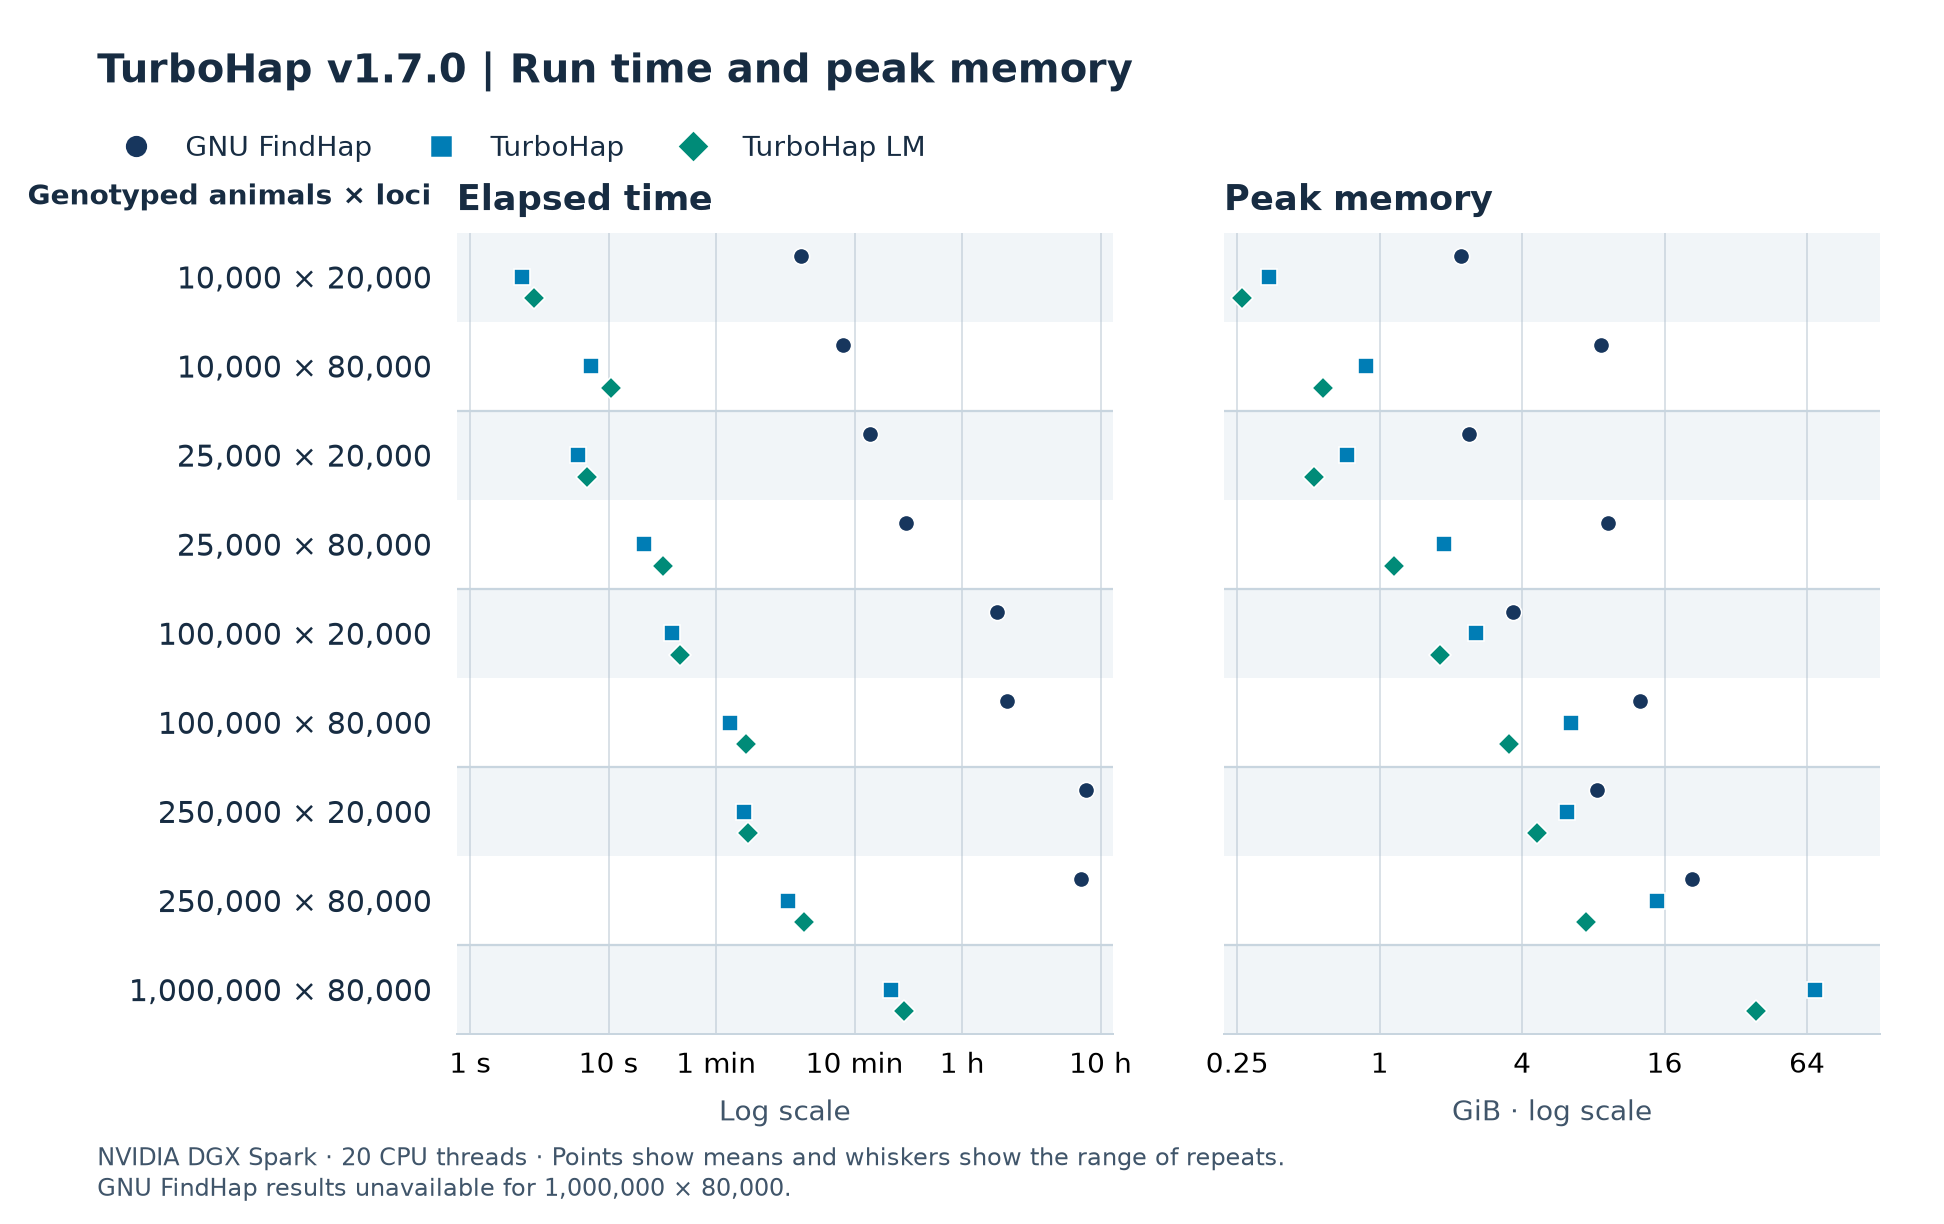 TurboHap v1.7.0 | Run time and peak memory
GNU FindHap TurboHap TurboHap LM
Genotyped animals × loci Elapsed time Peak memory
10,000 × 20,000
10,000 × 80,000
25,000 × 20,000
25,000 × 80,000
100,000 × 20,000
100,000 × 80,000
250,000 × 20,000
250,000 × 80,000
1,000,000 × 80,000
1 s 10 s 1 min 10 min 1 h 10 h 0.25 1 4 16 64
Log scale GiB · log scale
NVIDIA DGX Spark · 20 CPU threads · Points show means and whiskers show the range of repeats.
GNU FindHap results unavailable for 1,000,000 × 80,000.